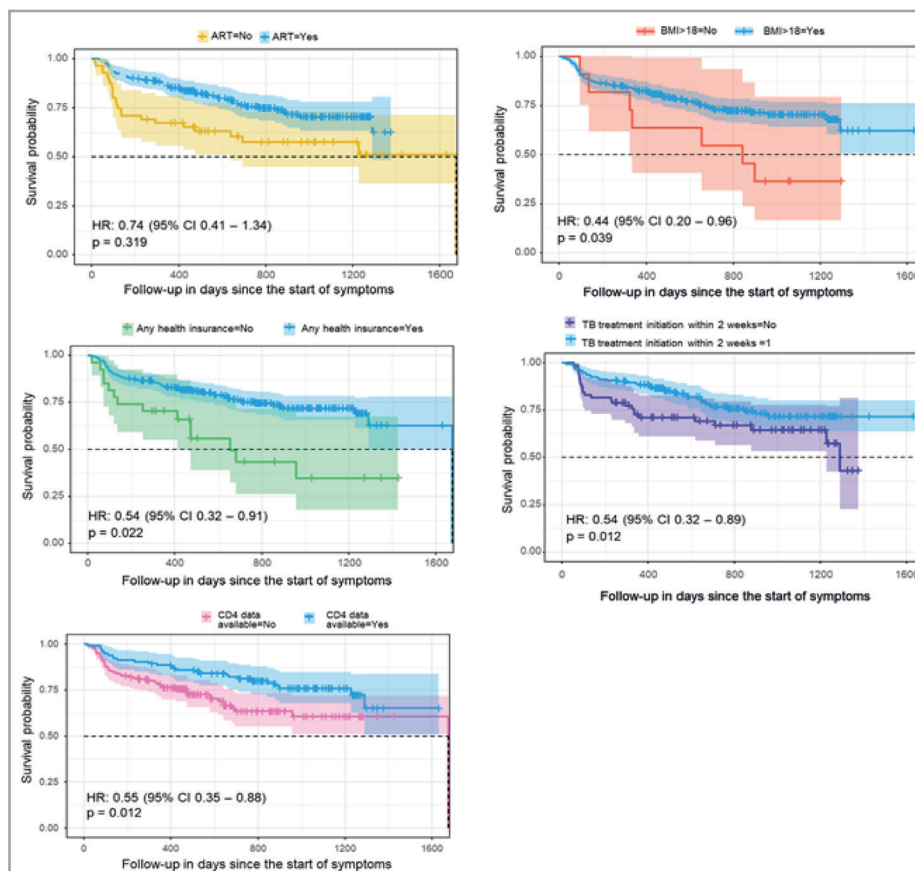 ART=No ART=Yes
Survival probability
1.00
0.75
0.50
0.25
0.00
HR: 0.74 (95% CI 0.41 – 1.34)
p = 0.319
0 400 800 1200 1600
Follow-up in days since the start of symptoms
BMI>18=No BMI>18=Yes
Survival probability
1.00
0.75
0.50
0.25
0.00
HR: 0.44 (95% CI 0.20 – 0.96)
p = 0.039
0 400 800 1200 1600
Follow-up in days since the start of symptoms
Any health insurance=No Any health insurance=Yes
Survival probability
1.00
0.75
0.50
0.25
0.00
HR: 0.54 (95% CI 0.32 – 0.91)
p = 0.022
0 400 800 1200 1600
Follow-up in days since the start of symptoms
TB treatment initiation within 2 weeks=No
TB treatment initiation within 2 weeks =1
Survival probability
1.00
0.75
0.50
0.25
0.00
HR: 0.54 (95% CI 0.32 – 0.89)
p = 0.012
0 400 800 1200 1600
Follow-up in days since the start of symptoms
CD4 data available=No CD4 data available=Yes
Survival probability
1.00
0.75
0.50
0.25
0.00
HR: 0.55 (95% CI 0.35 – 0.88)
p = 0.012
0 400 800 1200 1600
Follow-up in days since the start of symptoms